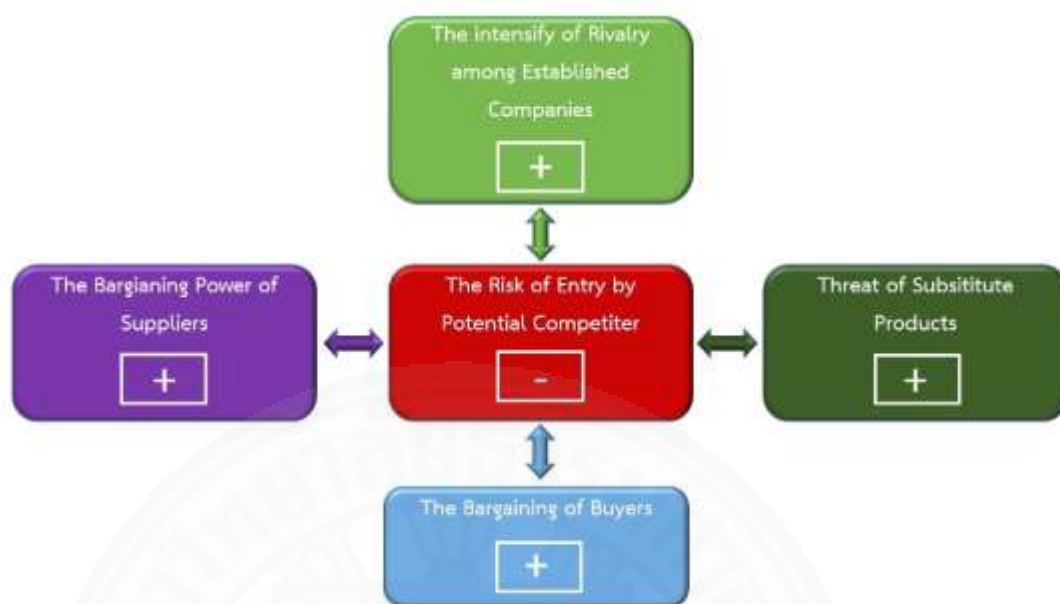 The intensify of Rivalry
among Established
Companies
+
The Bargianing Power of
Suppliers
+
The Risk of Entry by
Potential Competiter
-
Threat of Subsititute
Products
+
The Bargaining of Buyers
+